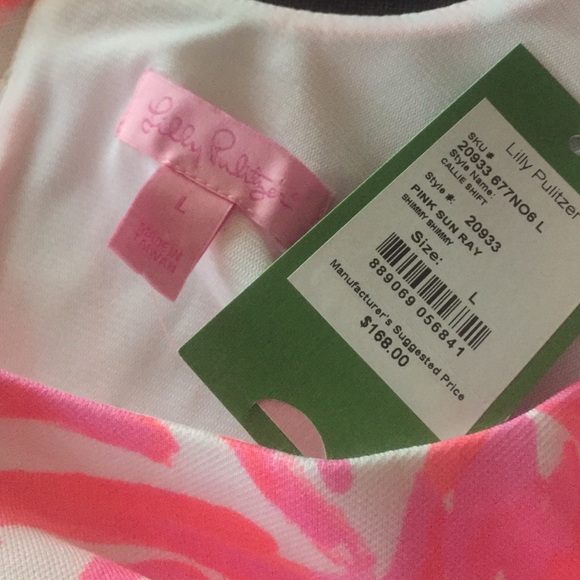 Lilly Pulitzer
L
MADE IN
TAIWAN
Lilly Pulitzer
SKU #
20933 677NO6 L
Style Name:
CALLIE SHIFT
Style #: 20933
PINK SUN RAY
SHIMMY SHIMMY
Size: L
889069 056841
Manufacturer's Suggested Price
$168.00